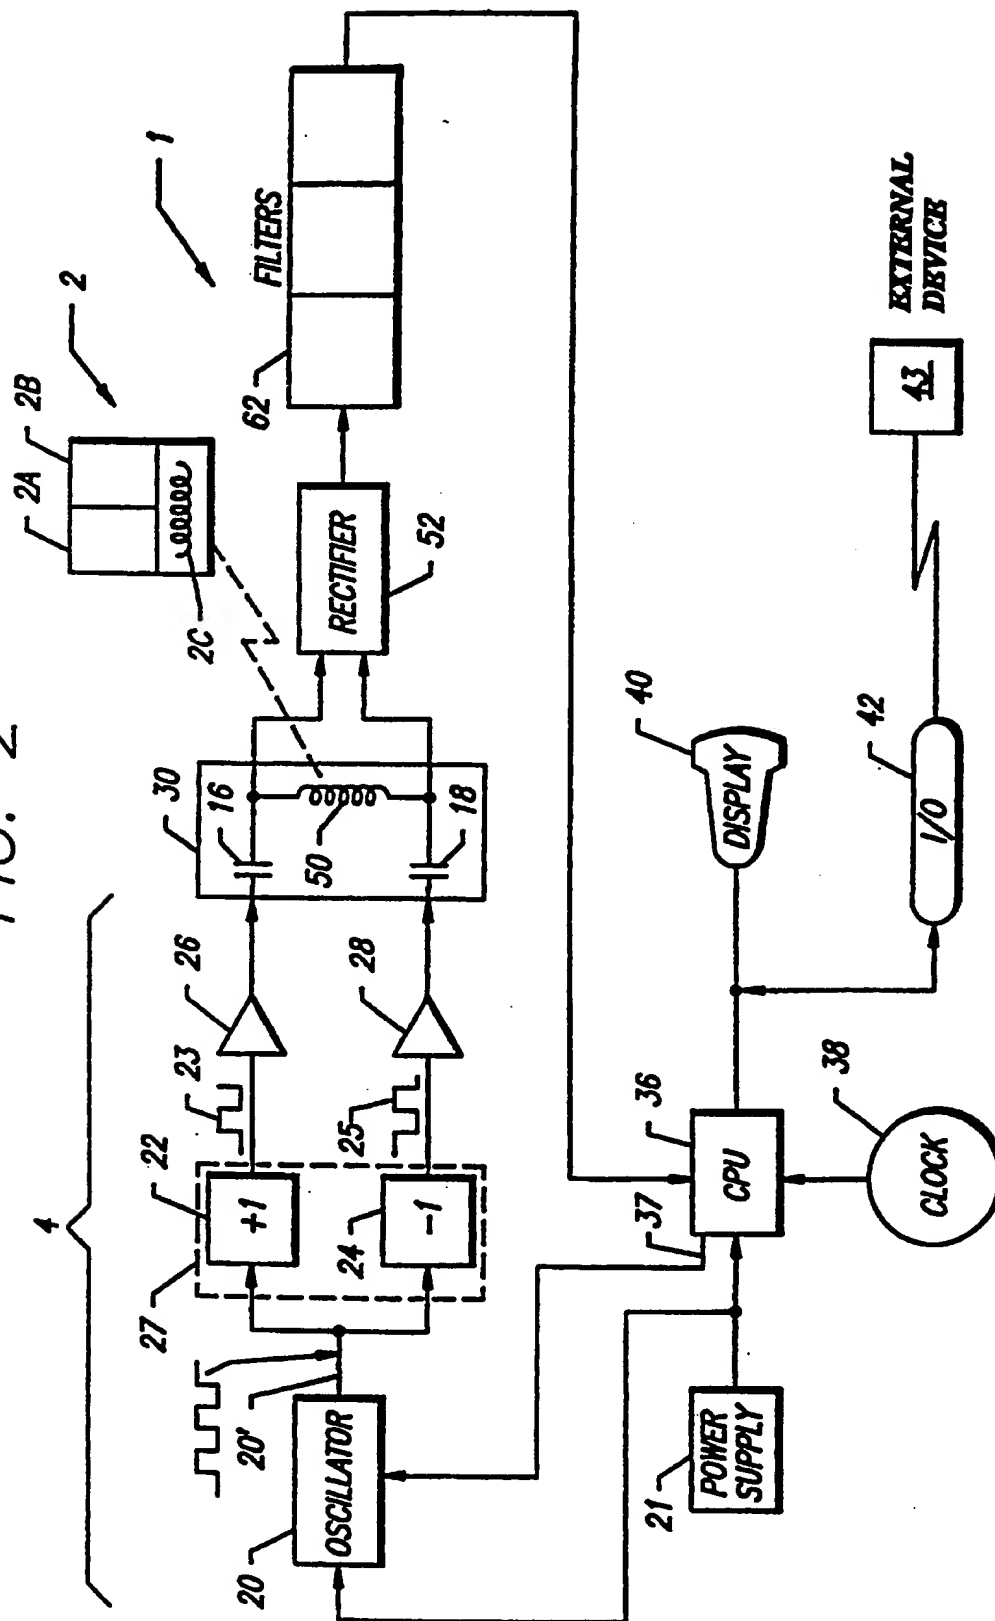 FIG. 2
4
27
22
23
26
30
16
2C
2A
2B
2
1
20'
+1
50
62
FILTERS
20
OSCILLATOR
24
-1
25
28
18
RECTIFIER
52
21
POWER
SUPPLY
37
CPU
36
DISPLAY
40
CLOCK
38
I/O
42
43
EXTERNAL
DEVICE